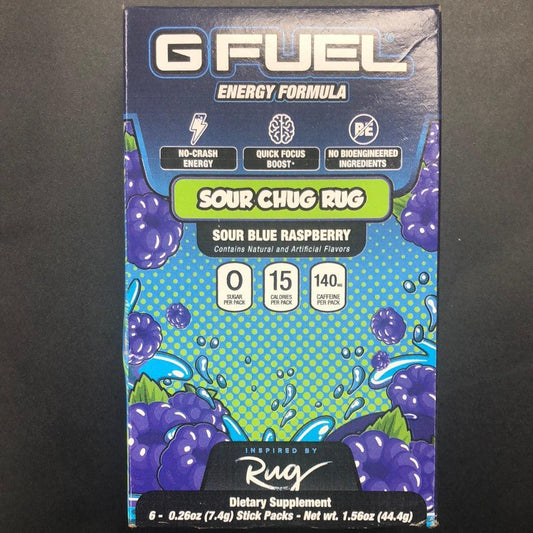 G FUEL
ENERGY FORMULA
NO-CRASH ENERGY
QUICK FOCUS BOOST*
BE
NO BIOENGINEERED INGREDIENTS
SOUR CHUG RUG
SOUR BLUE RASPBERRY
Contains Natural and Artificial Flavors
0 SUGAR PER PACK
15 CALORIES PER PACK
140MG CAFFEINE PER PACK
INSPIRED BY
Rug
Dietary Supplement
6 - 0.26oz (7.4g) Stick Packs - Net wt. 1.56oz (44.4g)